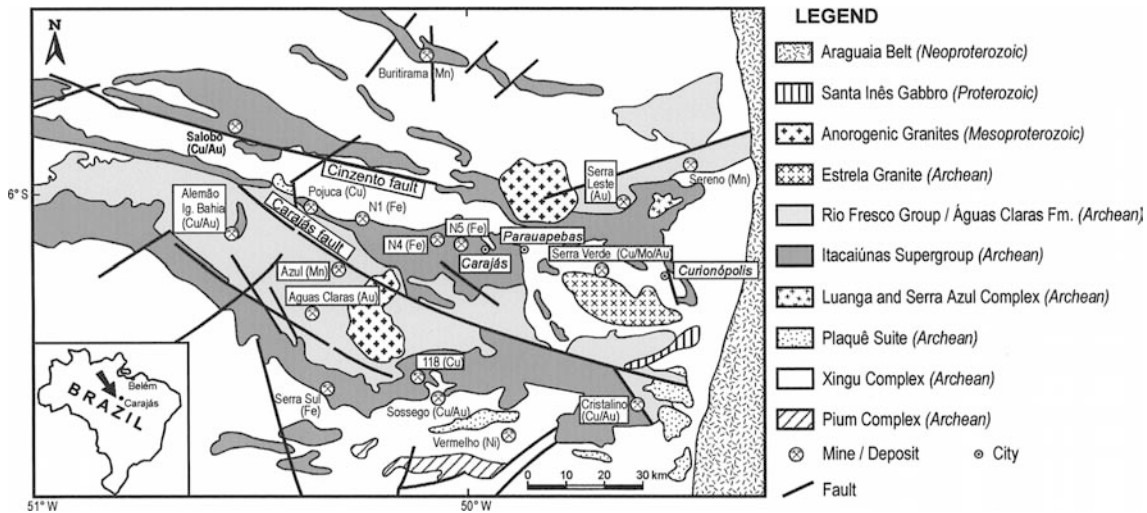 N
Buritirama (Mn)
Salobo
(Cu/Au)
Cinzento fault
6° S
Alemão
Ig. Bahia
(Cu/Au)
Pojuca (Cu)
N1 (Fe)
Carajás fault
Serra
Leste
(Au)
Sereno (Mn)
N5 (Fe)
N4 (Fe)
Parauapebas
Carajás
Serra Verde (Cu/Mo/Au)
Curionópolis
Azul (Mn)
Águas Claras (Au)
118 (Cu)
Serra Sul
(Fe)
Sossego (Cu/Au)
Cristalino
(Cu/Au)
Vermelho (Ni)
BRAZIL
Belém
Carajás
0 10 20 30 km
51° W
50° W
LEGEND
Araguaia Belt (Neoproterozoic)
Santa Inês Gabbro (Proterozoic)
Anorogenic Granites (Mesoproterozoic)
Estrela Granite (Archean)
Rio Fresco Group / Águas Claras Fm. (Archean)
Itacaiúnas Supergroup (Archean)
Luanga and Serra Azul Complex (Archean)
Plaquê Suite (Archean)
Xingu Complex (Archean)
Pium Complex (Archean)
Mine / Deposit
City
Fault